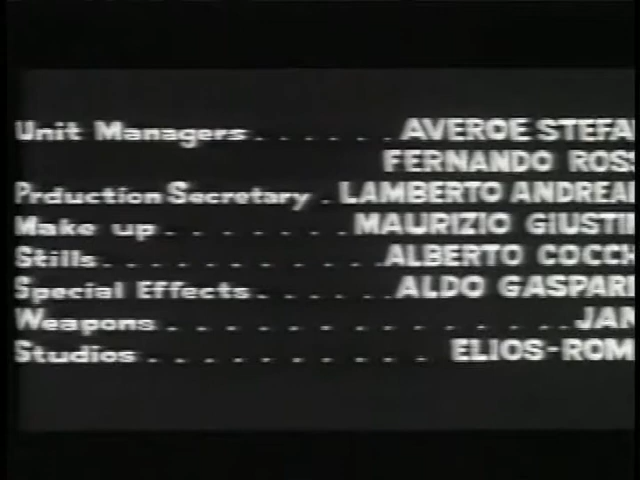 Unit Managers . . . . . . AVEROE STEFA
FERNANDO ROSS
Prduction Secretary . LAMBERTO ANDREA
Make up . . . . . . . MAURIZIO GIUSTI
Stills . . . . . . . . . . ALBERTO COCCH
Special Effects . . . . . . ALDO GASPARI
Weapons . . . . . . . . . . . . . . JAN
Studios . . . . . . . . . . ELIOS-ROM